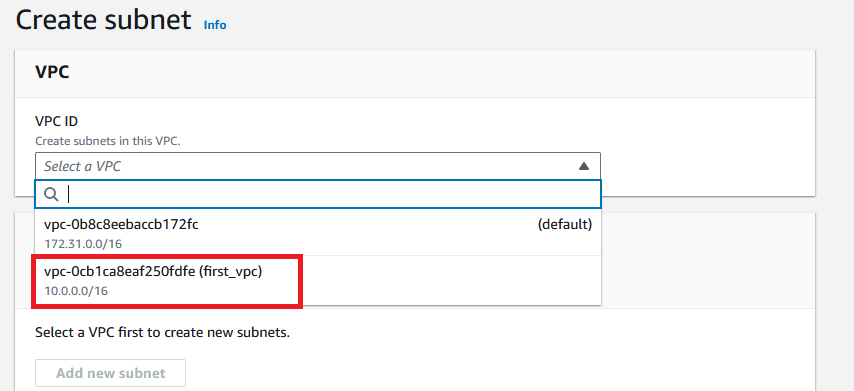 Create subnet Info
VPC
VPC ID
Create subnets in this VPC.
Select a VPC
vpc-0b8c8eebaccb172fc (default)
172.31.0.0/16
vpc-0cb1ca8eaf250fdfe (first_vpc)
10.0.0.0/16
Select a VPC first to create new subnets.
Add new subnet